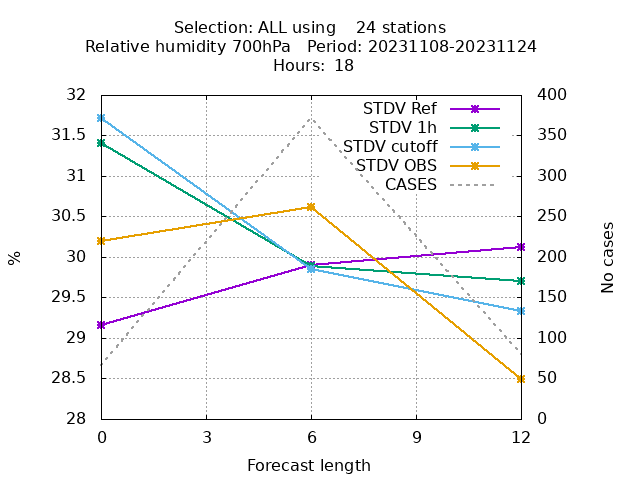 Selection: ALL using    24 stations
Relative humidity 700hPa   Period: 20231108-20231124
Hours: 18
32
31.5
31
30.5
30
29.5
29
28.5
28
400
350
300
250
200
150
100
50
0
0
3
6
9
12
%
No cases
Forecast length
STDV Ref
STDV 1h
STDV cutoff
STDV OBS
CASES